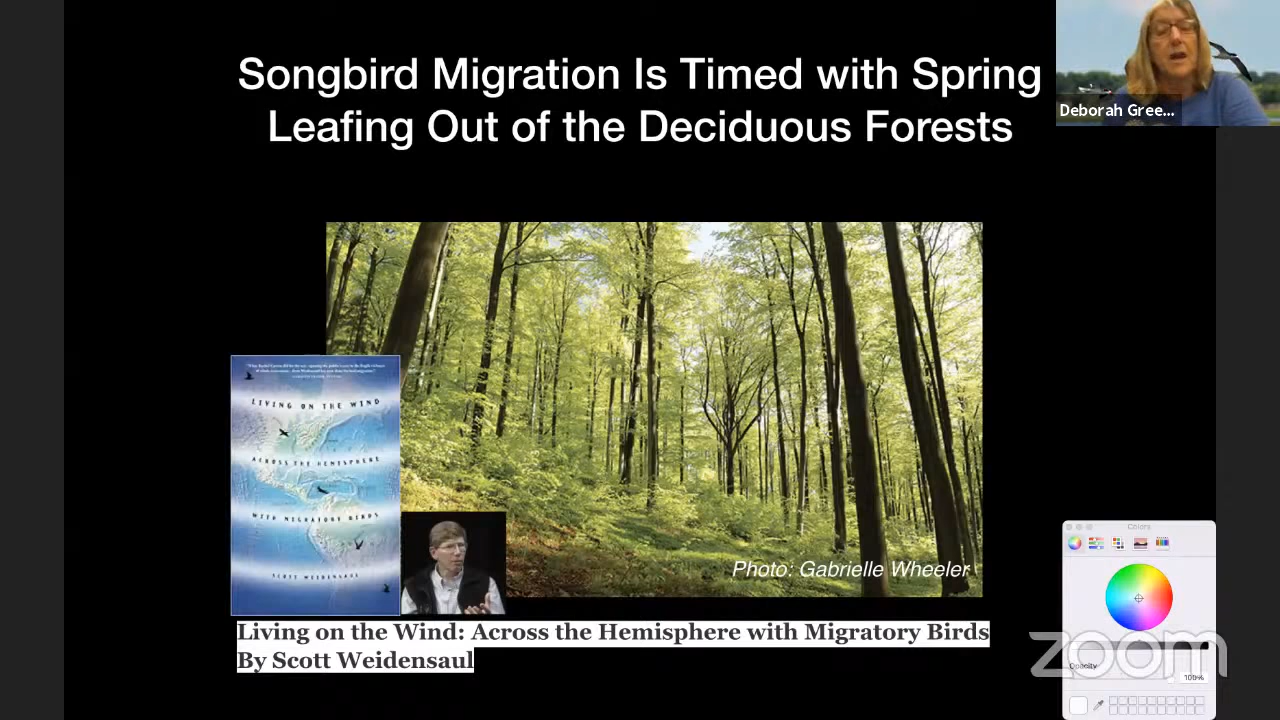 Songbird Migration Is Timed with Spring
Leafing Out of the Deciduous Forests
Deborah Gree...
LIVING ON THE WIND
ACROSS THE HEMISPHERE
WITH MIGRATORY BIRDS
SCOTT WEIDENSAUL
Photo: Gabrielle Wheeler
Living on the Wind: Across the Hemisphere with Migratory Birds
By Scott Weidensaul
Colors
Opacity
100%
zoom